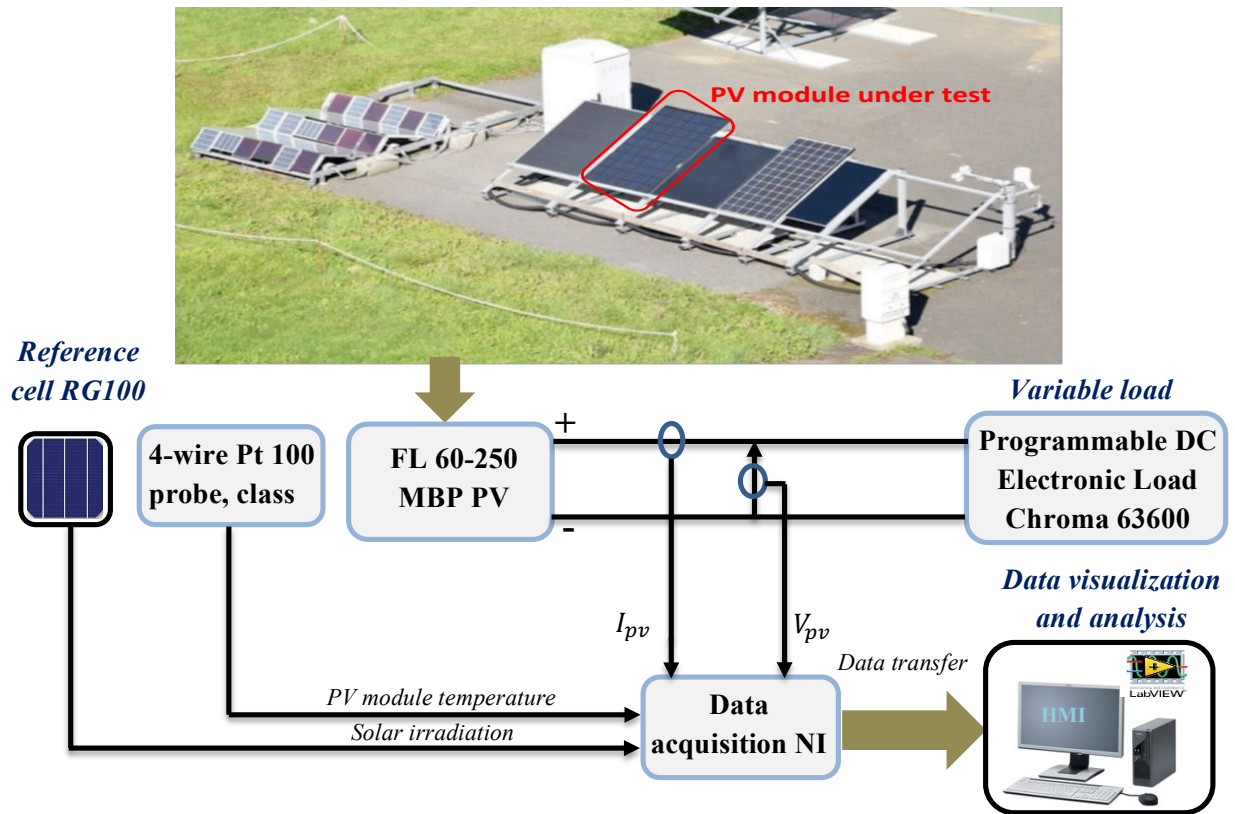 PV module under test
Reference
cell RG100
4-wire Pt 100
probe, class
+
FL 60-250
MBP PV
-
Variable load
Programmable DC
Electronic Load
Chroma 63600
Data visualization
and analysis
I_pv
V_pv
Data transfer
PV module temperature
Solar irradiation
Data
acquisition NI
HMI
LabVIEW